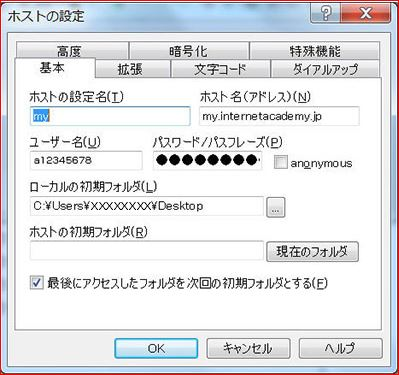 ホストの設定
高度 暗号化 特殊機能
基本 拡張 文字コード ダイアルアップ
ホストの設定名(T) ホスト名(アドレス)(N)
my my.internetacademy.jp
ユーザー名(U) パスワード/パスフレーズ(P)
a12345678 ●●●●●●●●● anonymous
ローカルの初期フォルダ(L)
C:¥Users¥XXXXXXXX¥Desktop ...
ホストの初期フォルダ(R)
現在のフォルダ
最後にアクセスしたフォルダを次回の初期フォルダとする(F)
OK キャンセル ヘルプ